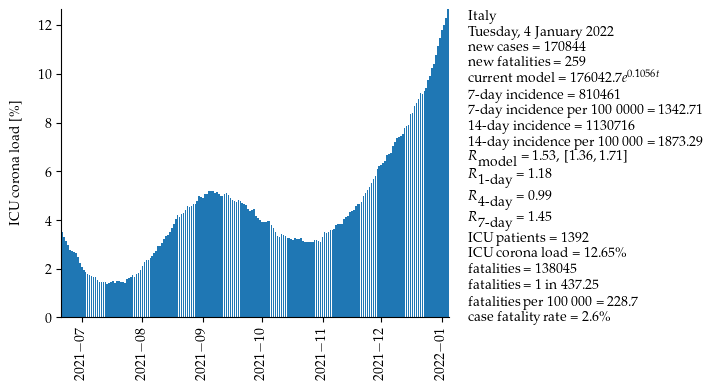 ICU corona load [%]
12
10
8
6
4
2
0
2021−07
2021−08
2021−09
2021−10
2021−11
2021−12
2022−01
Italy
Tuesday, 4 January 2022
new cases = 170844
new fatalities = 259
current model = 176042.7e^0.1056t
7-day incidence = 810461
7-day incidence per 100 0000 = 1342.71
14-day incidence = 1130716
14-day incidence per 100 000 = 1873.29
R_model = 1.53, [1.36, 1.71]
R_1-day = 1.18
R_4-day = 0.99
R_7-day = 1.45
ICU patients = 1392
ICU corona load = 12.65%
fatalities = 138045
fatalities = 1 in 437.25
fatalities per 100 000 = 228.7
case fatality rate = 2.6%